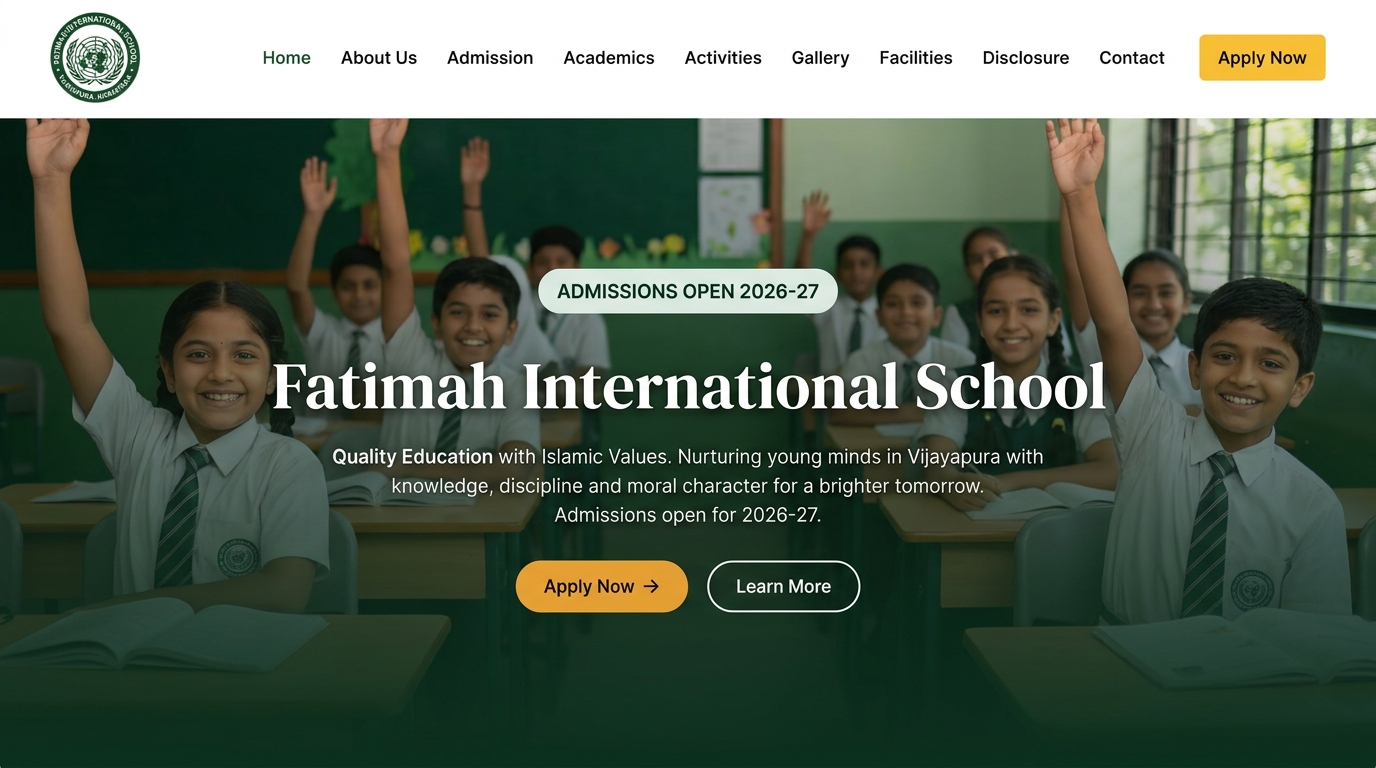 Home About Us Admission Academics Activities Gallery Facilities Disclosure Contact Apply Now
ADMISSIONS OPEN 2026-27
Fatimah International School
Quality Education with Islamic Values. Nurturing young minds in Vijayapura with
knowledge, discipline and moral character for a brighter tomorrow.
Admissions open for 2026-27.
Apply Now → Learn More